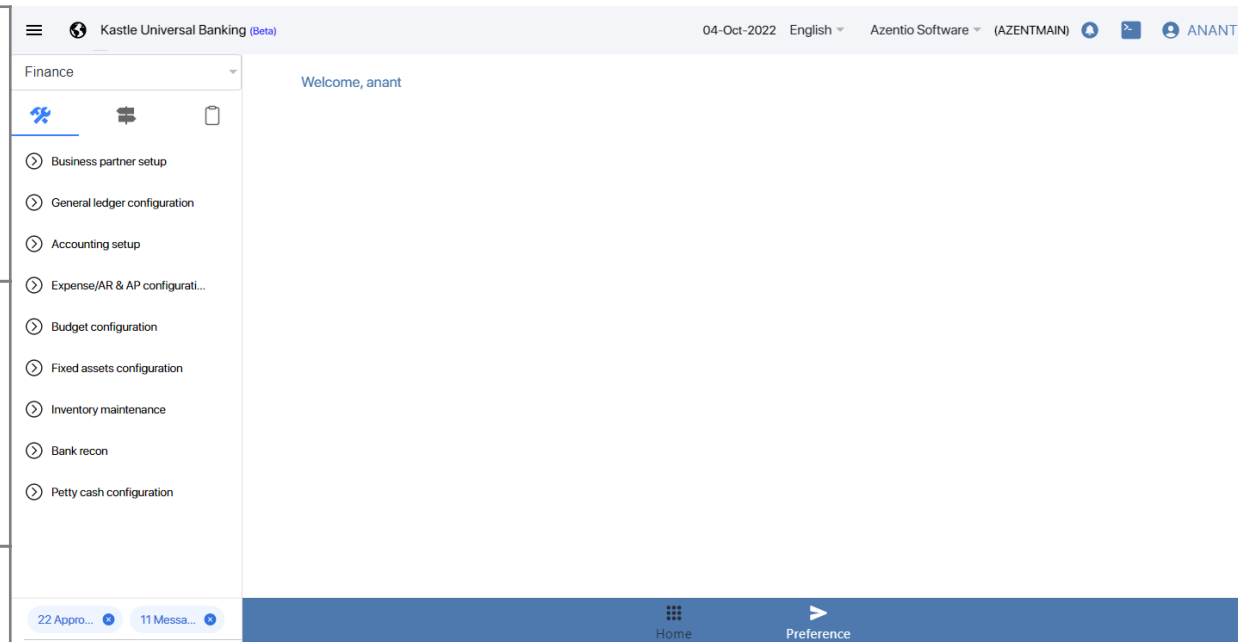 Kastle Universal Banking (Beta)
04-Oct-2022 English Azentio Software (AZENTMAIN) ANANT
Finance
Welcome, anant
Business partner setup
General ledger configuration
Accounting setup
Expense/AR & AP configurati...
Budget configuration
Fixed assets configuration
Inventory maintenance
Bank recon
Petty cash configuration
22 Appro... 11 Messa...
Home Preference